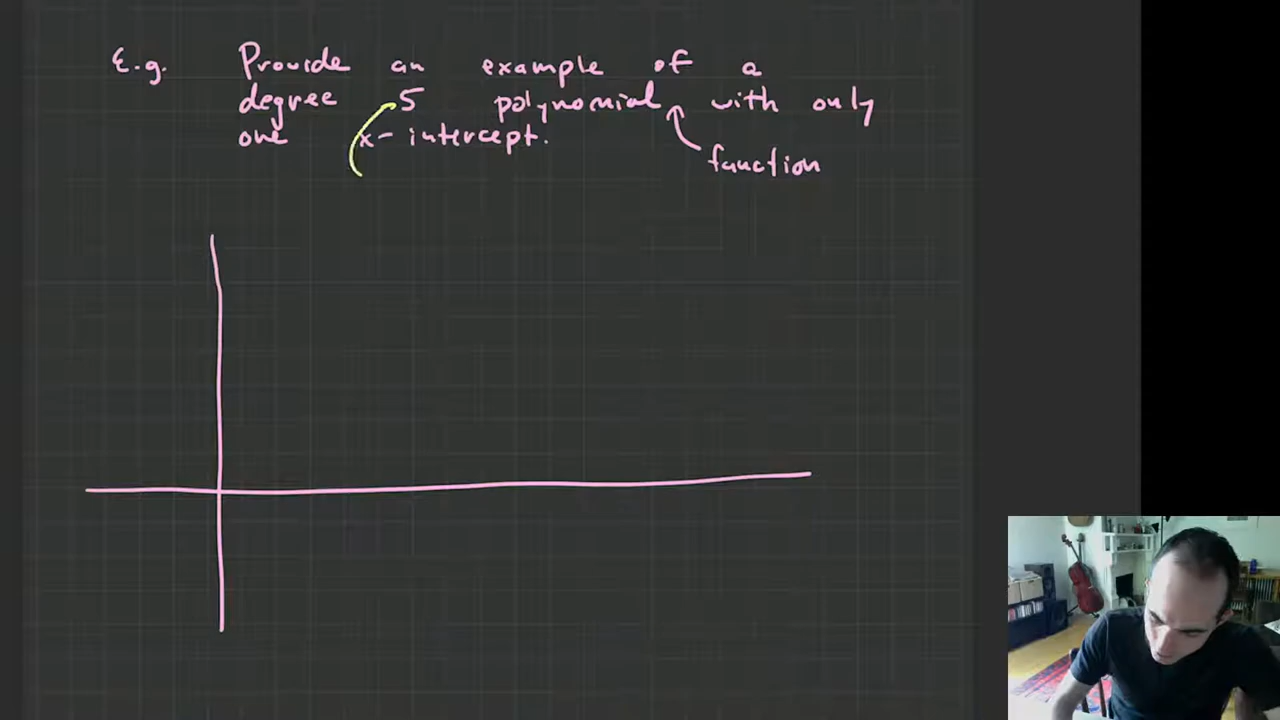 E.g. Provide an example of a
degree 5 polynomial with only
one x-intercept.
function